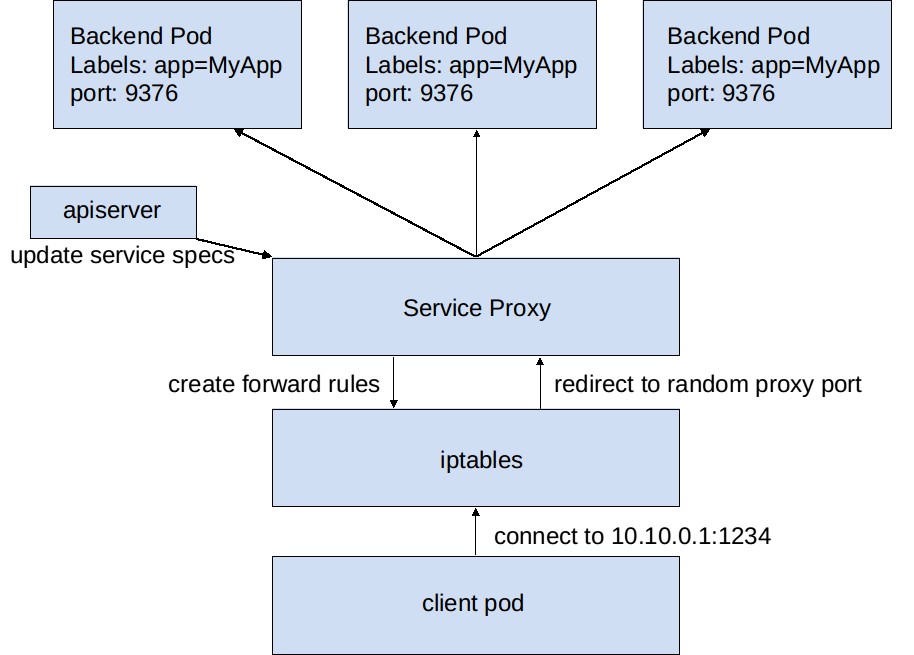 Backend Pod
Labels: app=MyApp
port: 9376
Backend Pod
Labels: app=MyApp
port: 9376
Backend Pod
Labels: app=MyApp
port: 9376
apiserver
update service specs
Service Proxy
create forward rules
redirect to random proxy port
iptables
connect to 10.10.0.1:1234
client pod